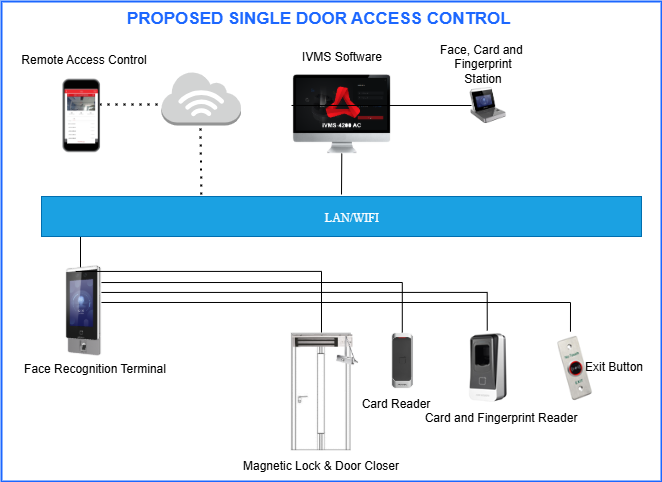 PROPOSED SINGLE DOOR ACCESS CONTROL
Remote Access Control
IVMS Software
Face, Card and
Fingerprint
Station
iVMS-4200 AC
LAN/WIFI
Face Recognition Terminal
Card Reader
Card and Fingerprint Reader
EXIT
Exit Button
Magnetic Lock & Door Closer